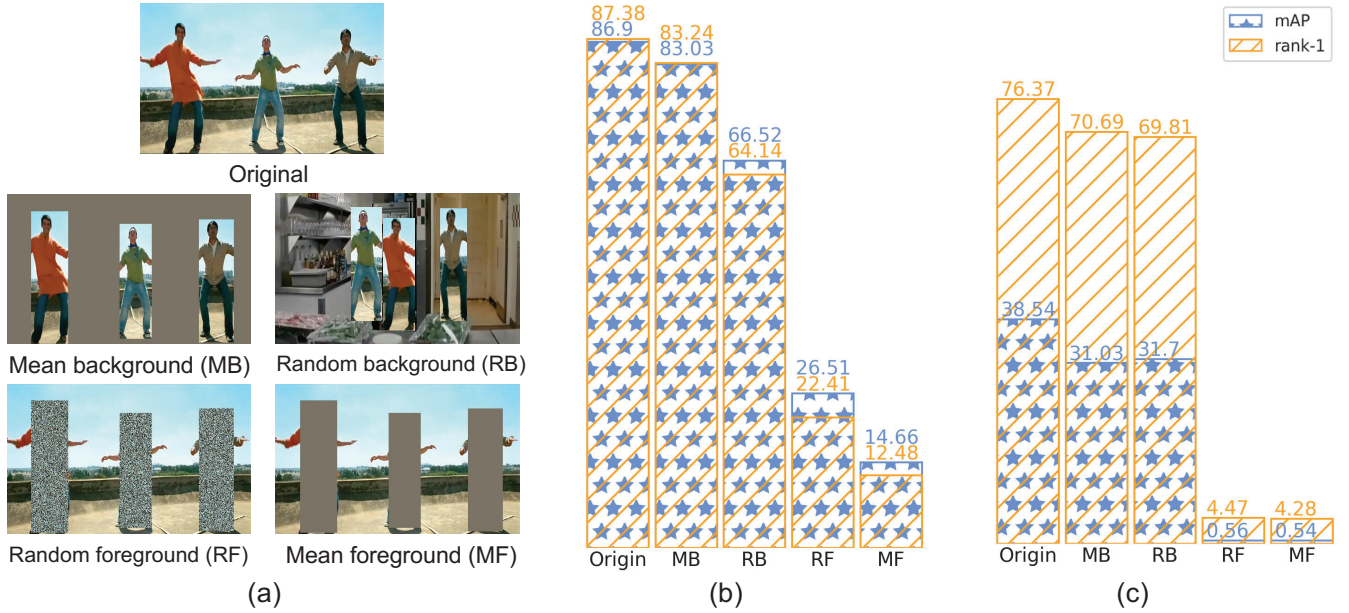 Original
Mean background (MB)
Random background (RB)
Random foreground (RF)
Mean foreground (MF)
(a)
87.38
86.9
83.24
83.03
66.52
64.14
26.51
22.41
14.66
12.48
Origin MB RB RF MF
(b)
mAP
rank-1
76.37
70.69
69.81
38.54
31.03
31.7
4.47
0.56
4.28
0.54
Origin MB RB RF MF
(c)